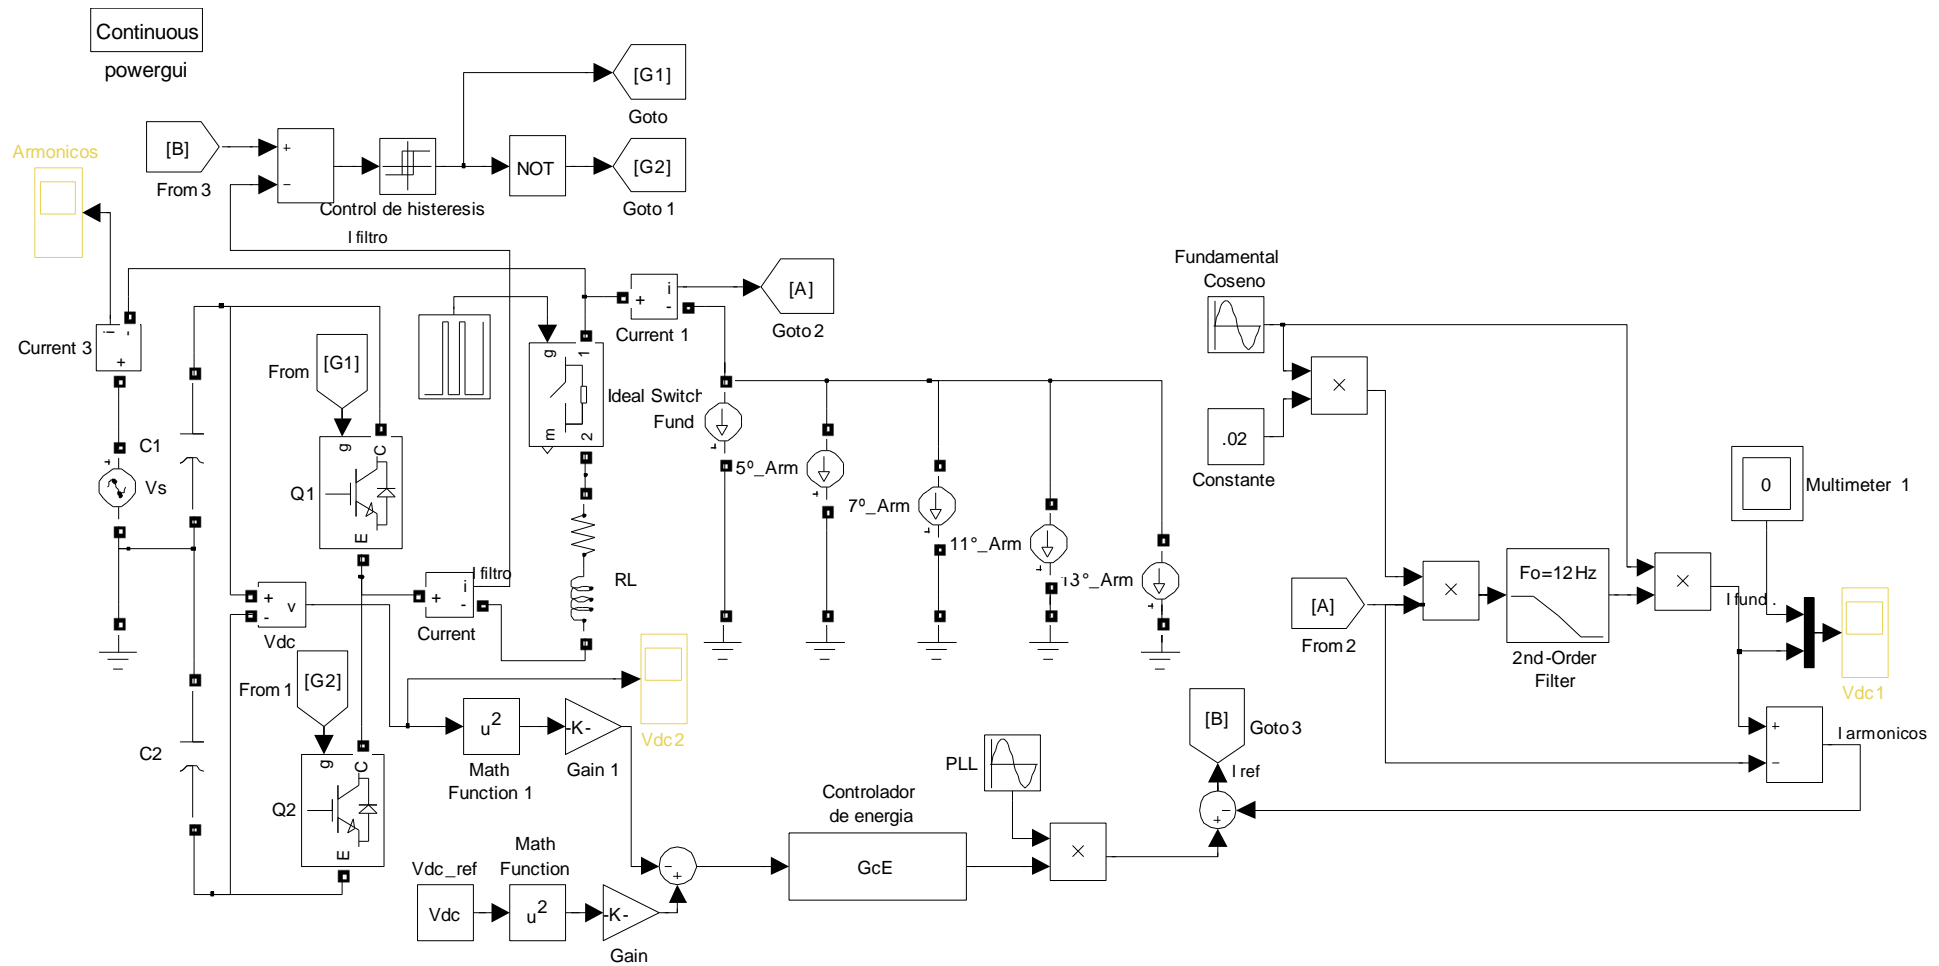 Continuous
powergui
[G1]
Goto
[B]
From 3
+
−
Control de histeresis
NOT
[G2]
Goto 1
Armonicos
I filtro
Current 3
i
-
+
[A]
Goto 2
+
i
-
Current 1
From
[G1]
g
C
Q1
E
C1
Vs
g
1
m
2
Ideal Switch
Fund
5º_Arm
7º_Arm
11°_Arm
13°_Arm
RL
I filtro
+
i
-
Current
+
-
v
Vdc
From 1
[G2]
g
C
Q2
E
C2
u2
Math
Function 1
-K-
Gain 1
Vdc2
Vdc_ref
Vdc
Math
Function
u2
-K-
Gain
−
+
Controlador
de energia
GcE
PLL
×
[B]
Goto 3
I ref
−
+
Fundamental
Coseno
×
.02
Constante
[A]
From 2
×
Fo=12Hz
2nd-Order
Filter
×
I fund .
0
Multimeter 1
Vdc1
+
−
I armonicos